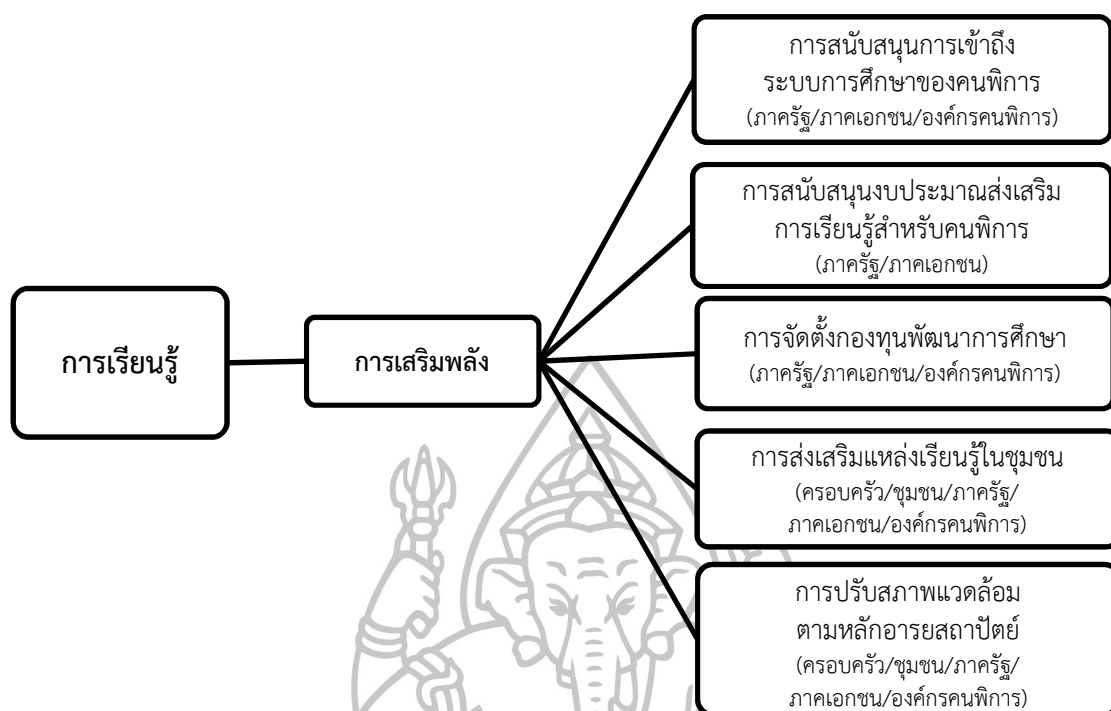 การสนับสนุนการเข้าถึง
ระบบการศึกษาของคนพิการ
(ภาครัฐ/ภาคเอกชน/องค์กรคนพิการ)
การสนับสนุนงบประมาณส่งเสริม
การเรียนรู้สำหรับคนพิการ
(ภาครัฐ/ภาคเอกชน)
การเรียนรู้
การเสริมพลัง
การจัดตั้งกองทุนพัฒนาการศึกษา
(ภาครัฐ/ภาคเอกชน/องค์กรคนพิการ)
การส่งเสริมแหล่งเรียนรู้ในชุมชน
(ครอบครัว/ชุมชน/ภาครัฐ/
ภาคเอกชน/องค์กรคนพิการ)
การปรับสภาพแวดล้อม
ตามหลักอารยสถาปัตย์
(ครอบครัว/ชุมชน/ภาครัฐ/
ภาคเอกชน/องค์กรคนพิการ)